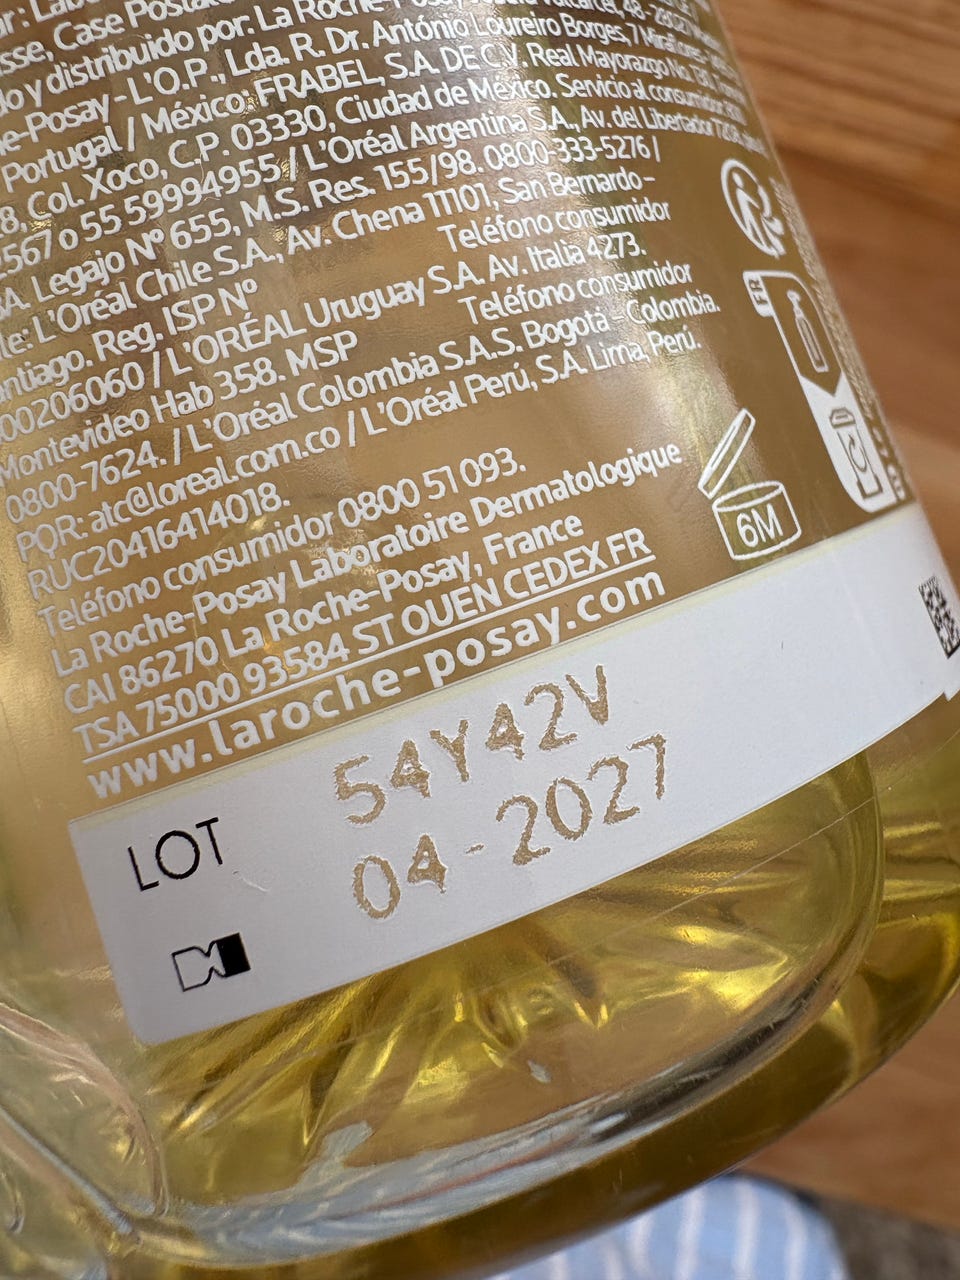 sse, Case Posta
o y distribuido por: La Roche-Posay
he-Posay - L'O.P., Lda. R. Dr. António Loureiro Borges, 7 Miraflores
Portugal / México: FRABEL, S.A. DE C.V. Real Mayorazgo No. 130,
8, Col. Xoco, C.P. 03330, Ciudad de México. Servicio al consumidor
2567 o 55 59994955 / L'Oréal Argentina S.A., Av. del Libertador 7208,
A. Legajo Nº 655, M.S. Res. 155/98. 0800-333-5276 /
le: L'Oréal Chile S.A., Av. Chena 11101, San Bernardo -
antiago. Reg. ISP Nº Teléfono consumidor
00206060 / L'ORÉAL Uruguay S.A. Av. Italia 4273.
Montevideo Hab 358. MSP Teléfono consumidor
0800-7624. / L'Oréal Colombia S.A.S. Bogotá - Colombia.
PQR: atc@loreal.com.co / L'Oréal Perú, S.A. Lima, Perú.
RUC20416414018.
Teléfono consumidor 0800 51 093.
La Roche-Posay Laboratoire Dermatologique
CAI 86270 La Roche-Posay, France
TSA 75000 93584 ST OUEN CEDEX FR
www.laroche-posay.com
FR
6M
LOT 54Y42V
04-2027